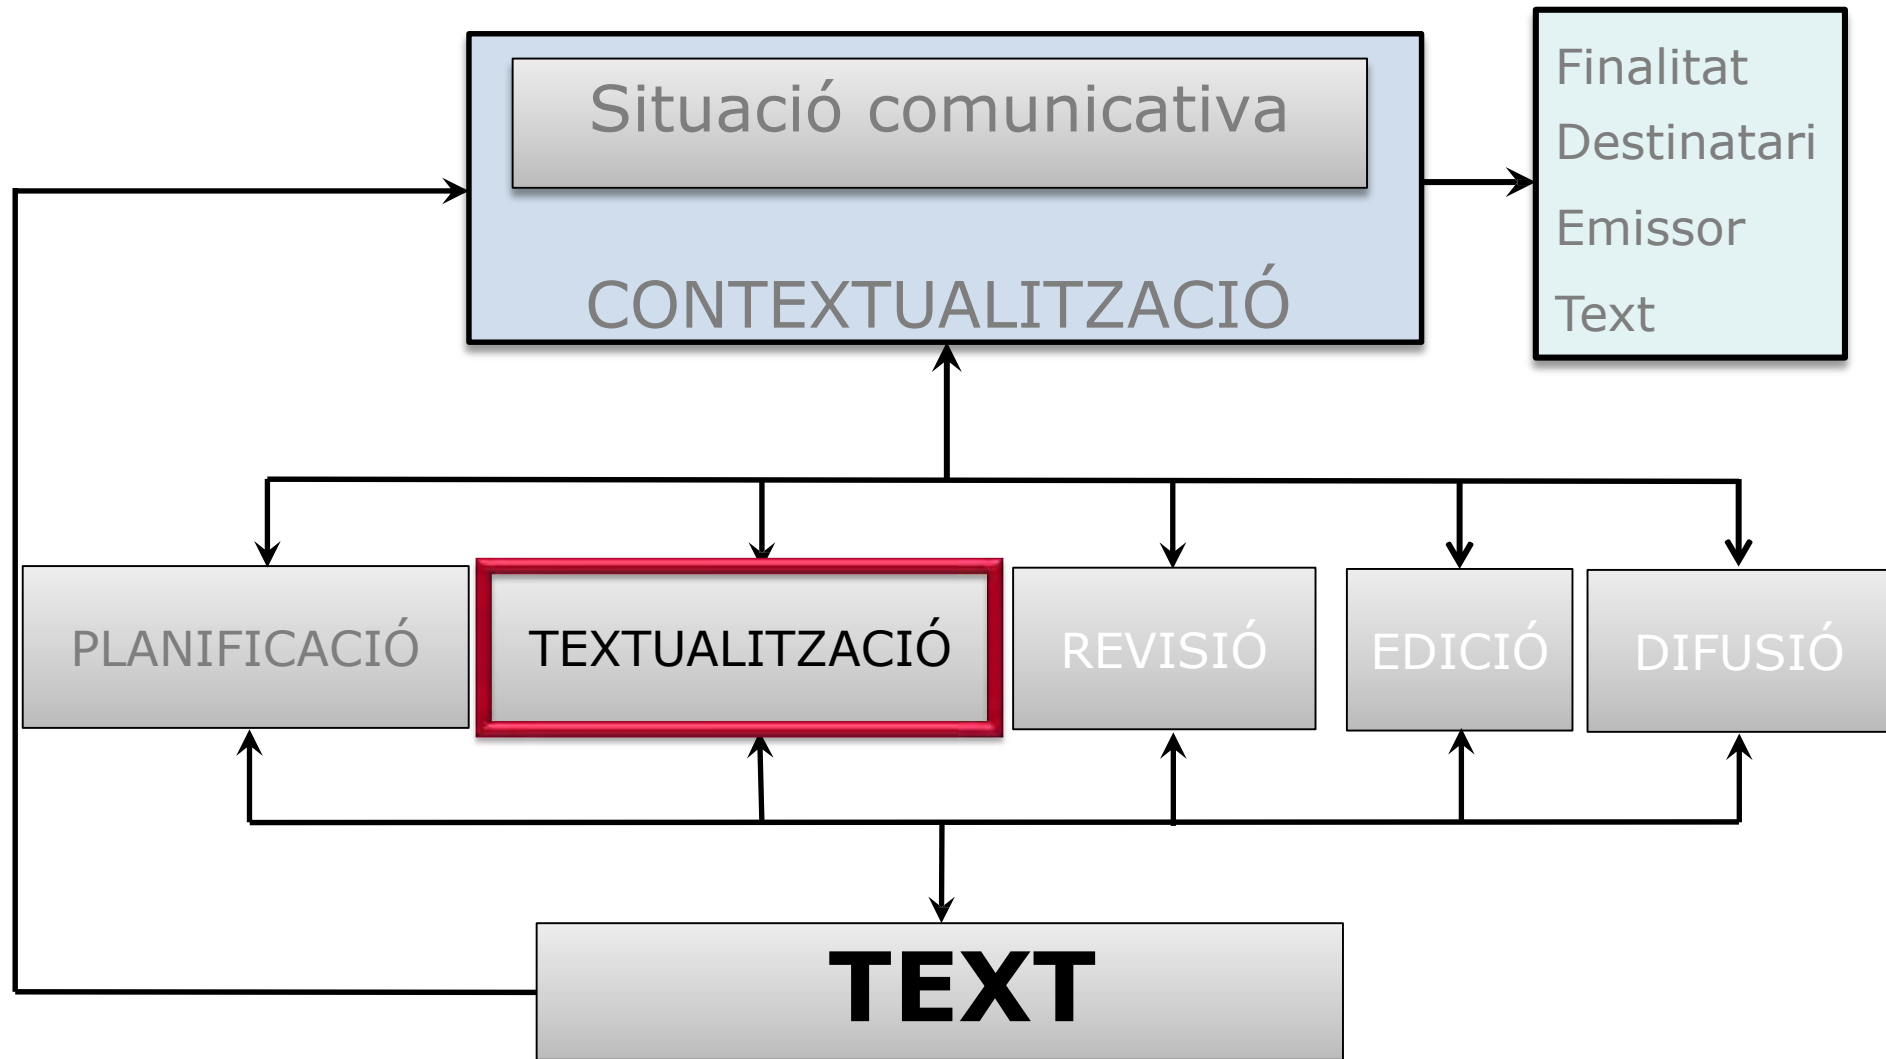 Situació comunicativa
CONTEXTUALITZACIÓ
Finalitat
Destinatari
Emissor
Text
PLANIFICACIÓ
TEXTUALITZACIÓ
REVISIÓ
EDICIÓ
DIFUSIÓ
TEXT